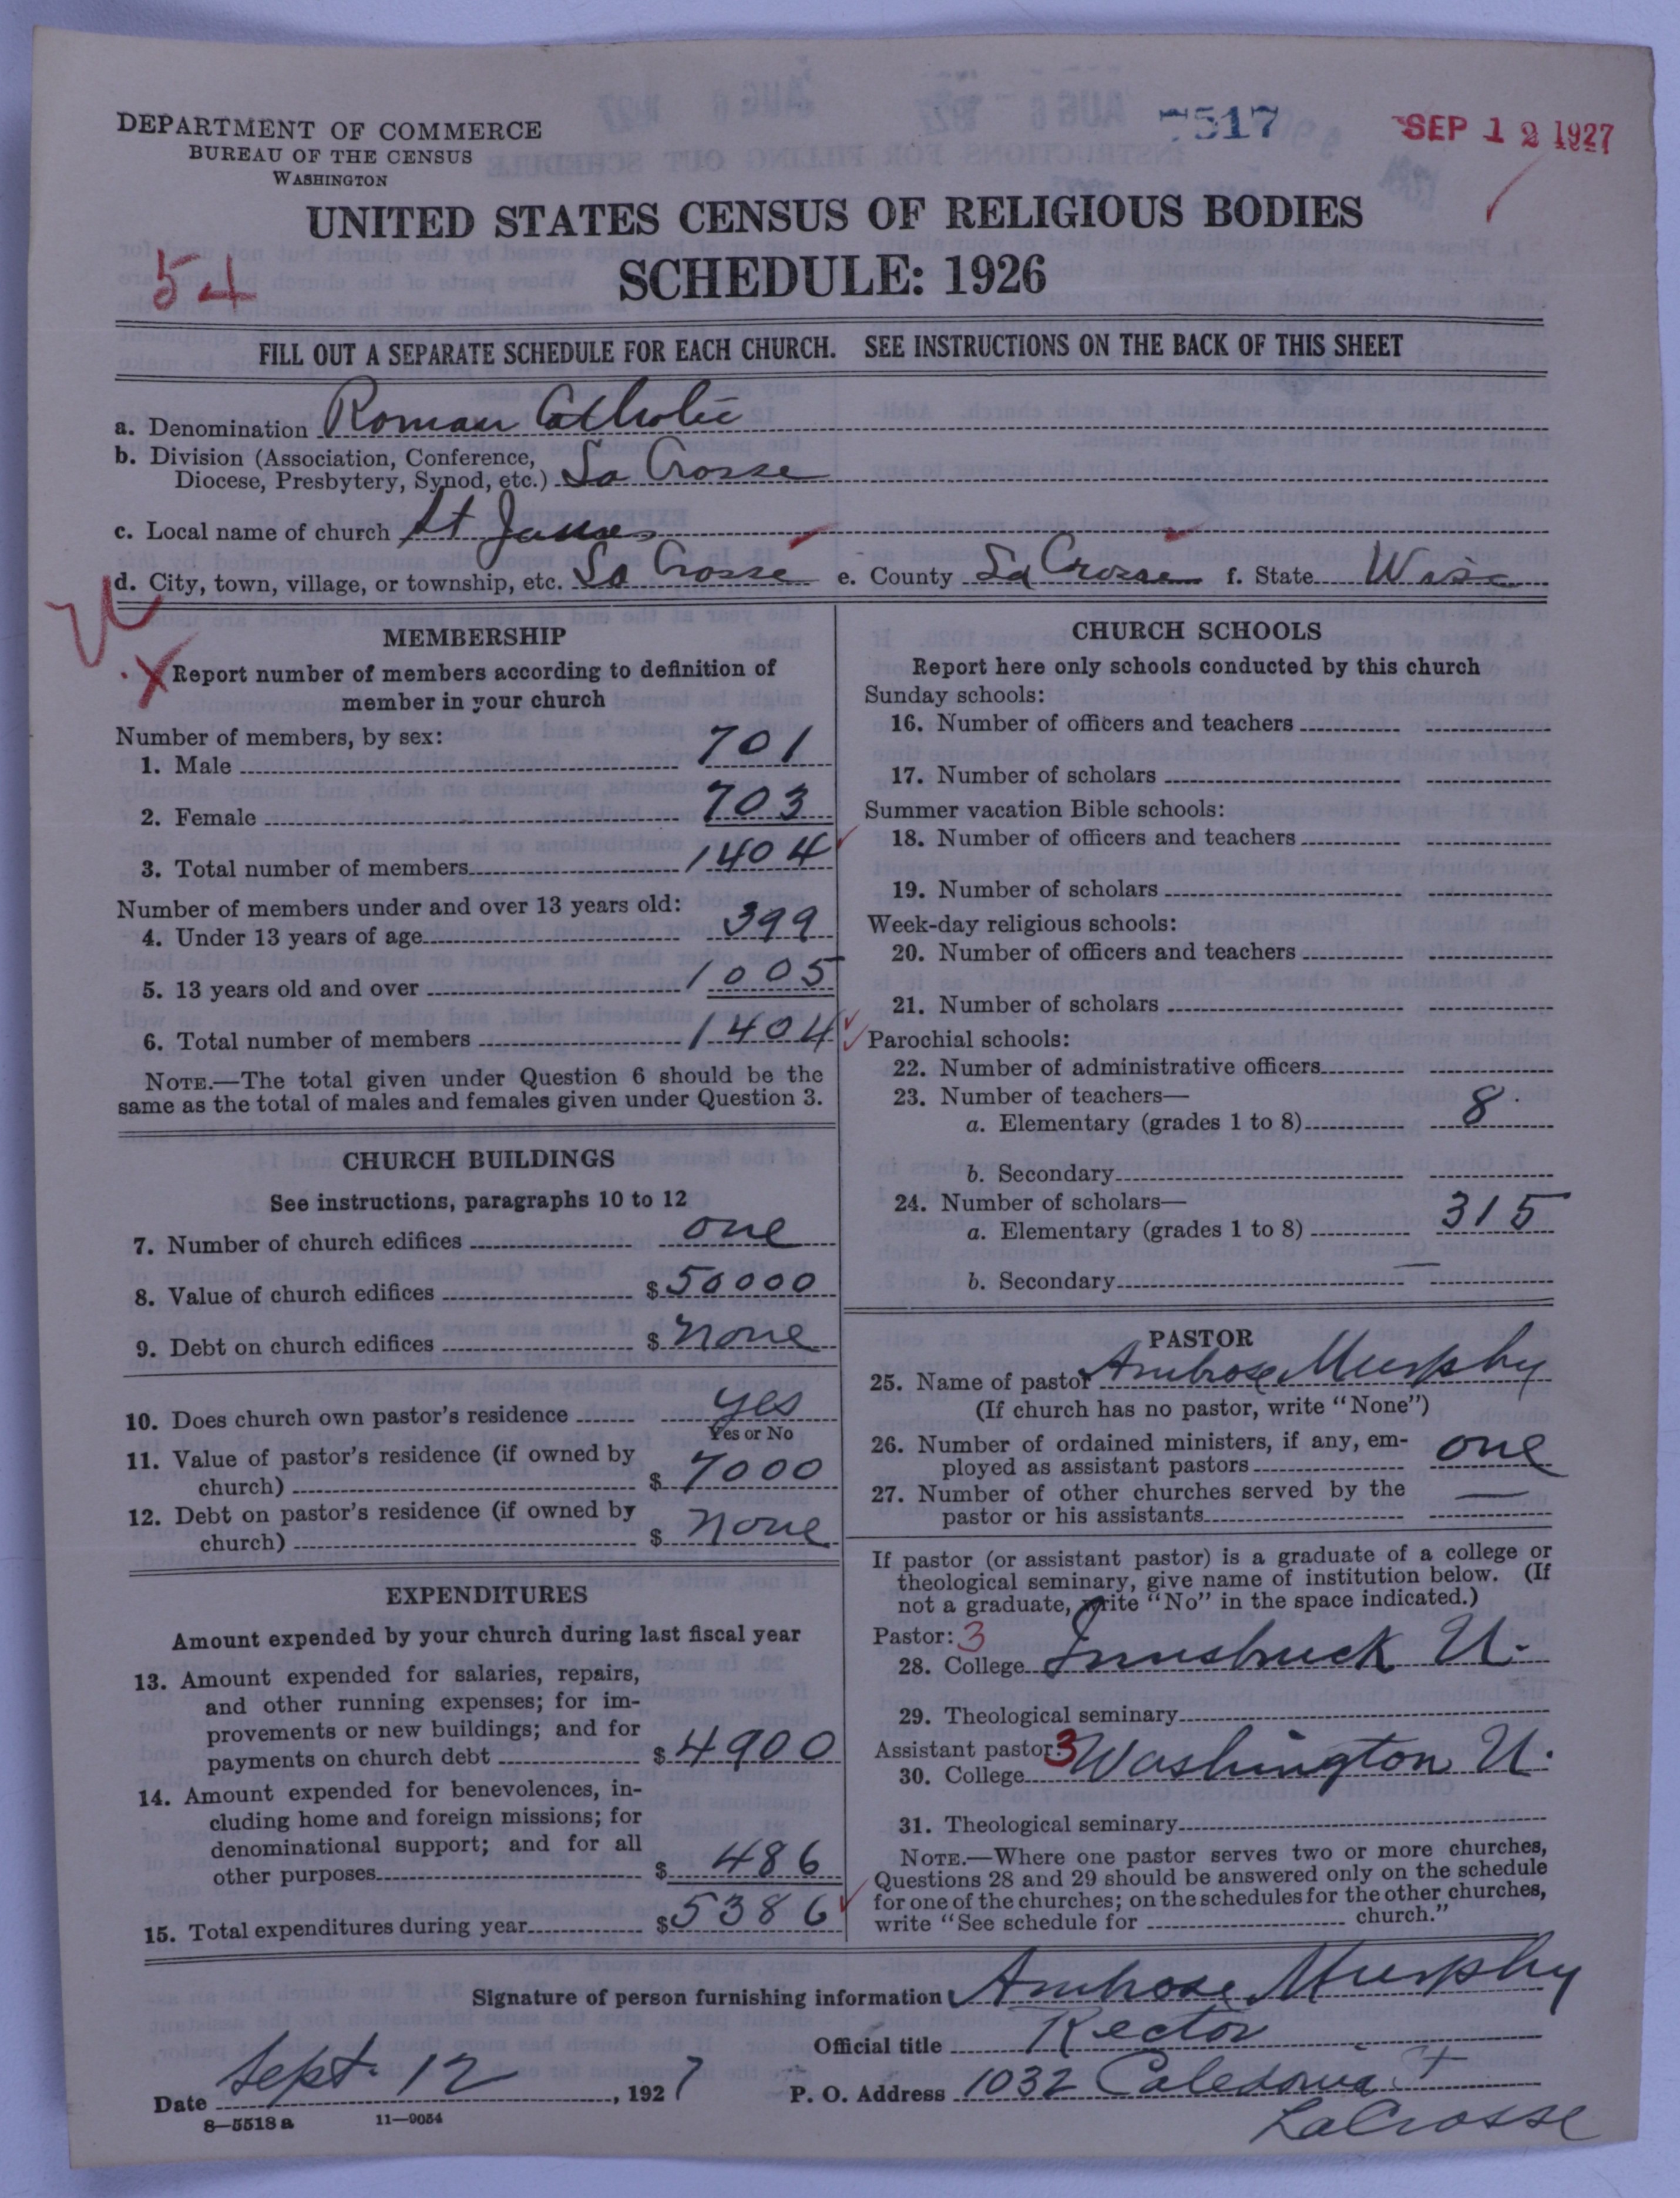 DEPARTMENT OF COMMERCE
BUREAU OF THE CENSUS
WASHINGTON
7517
SEP 12 1927
UNITED STATES CENSUS OF RELIGIOUS BODIES
SCHEDULE: 1926
54
FILL OUT A SEPARATE SCHEDULE FOR EACH CHURCH. SEE INSTRUCTIONS ON THE BACK OF THIS SHEET
a. Denomination Roman Catholic
b. Division (Association, Conference,
Diocese, Presbytery, Synod, etc.) La Crosse
c. Local name of church St James
d. City, town, village, or township, etc. La Crosse e. County La Crosse f. State Wisc
MEMBERSHIP
X Report number of members according to definition of
member in your church
Number of members, by sex:
1. Male 701
2. Female 703
3. Total number of members 1404
Number of members under and over 13 years old:
4. Under 13 years of age 399
5. 13 years old and over 1005
6. Total number of members 1404
NOTE.—The total given under Question 6 should be the
same as the total of males and females given under Question 3.
CHURCH BUILDINGS
See instructions, paragraphs 10 to 12
7. Number of church edifices one
8. Value of church edifices $50000
9. Debt on church edifices $ none
10. Does church own pastor's residence yes
Yes or No
11. Value of pastor's residence (if owned by
church) $ 7000
12. Debt on pastor's residence (if owned by
church) $ none
EXPENDITURES
Amount expended by your church during last fiscal year
13. Amount expended for salaries, repairs,
and other running expenses; for im-
provements or new buildings; and for
payments on church debt $4900
14. Amount expended for benevolences, in-
cluding home and foreign missions; for
denominational support; and for all
other purposes $ 486
15. Total expenditures during year $5386
CHURCH SCHOOLS
Report here only schools conducted by this church
Sunday schools:
16. Number of officers and teachers
17. Number of scholars
Summer vacation Bible schools:
18. Number of officers and teachers
19. Number of scholars
Week-day religious schools:
20. Number of officers and teachers
21. Number of scholars
Parochial schools:
22. Number of administrative officers
23. Number of teachers—
a. Elementary (grades 1 to 8) 8
b. Secondary
24. Number of scholars—
a. Elementary (grades 1 to 8) 315
b. Secondary —
PASTOR
25. Name of pastor Ambrose Murphy
(If church has no pastor, write "None")
26. Number of ordained ministers, if any, em-
ployed as assistant pastors one
27. Number of other churches served by the
pastor or his assistants —
If pastor (or assistant pastor) is a graduate of a college or
theological seminary, give name of institution below. (If
not a graduate, write "No" in the space indicated.)
Pastor: 3
28. College Innsbruck U.
29. Theological seminary
Assistant pastor: 3
30. College Washington U.
31. Theological seminary
NOTE.—Where one pastor serves two or more churches,
Questions 28 and 29 should be answered only on the schedule
for one of the churches; on the schedules for the other churches,
write "See schedule for church."
Signature of person furnishing information Ambrose Murphy
Official title Rector
Date Sept. 12, 1927 P. O. Address 1032 Caledonia St
LaCrosse
8—5518 a 11—9054